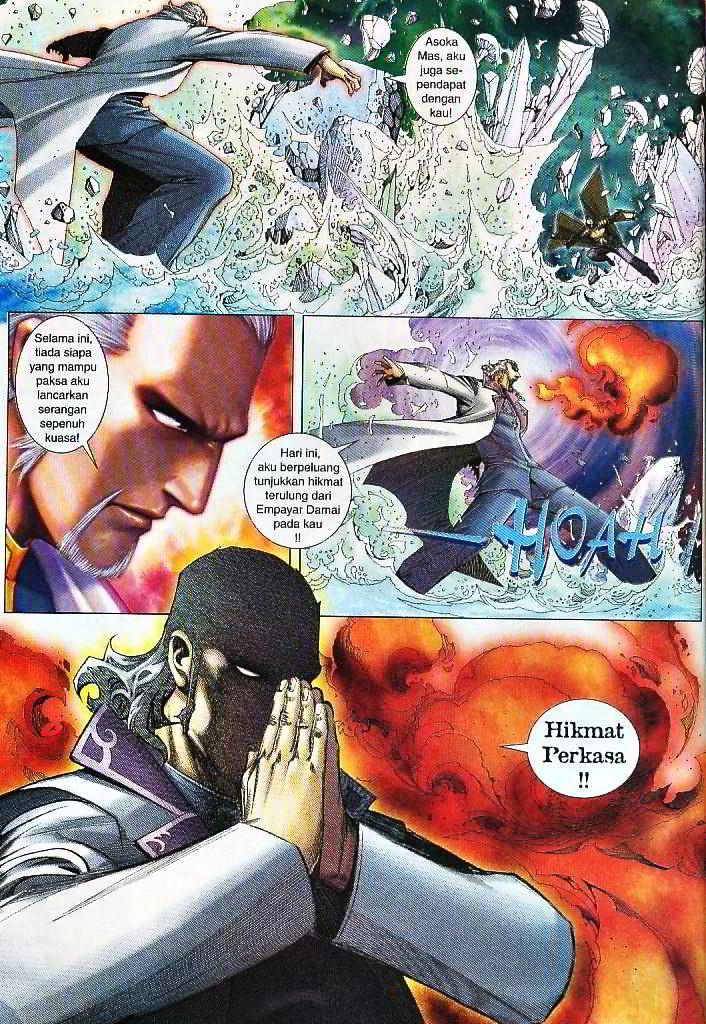 Asoka
Mas, aku
juga se-
pendapat
dengan
kau!
Selama ini,
tiada siapa
yang mampu
paksa aku
lancarkan
serangan
sepenuh
kuasa!
Hari ini,
aku berpeluang
tunjukkan hikmat
terulung dari
Empayar Damai
pada kau
!!
HOAH!
Hikmat
Perkasa
!!